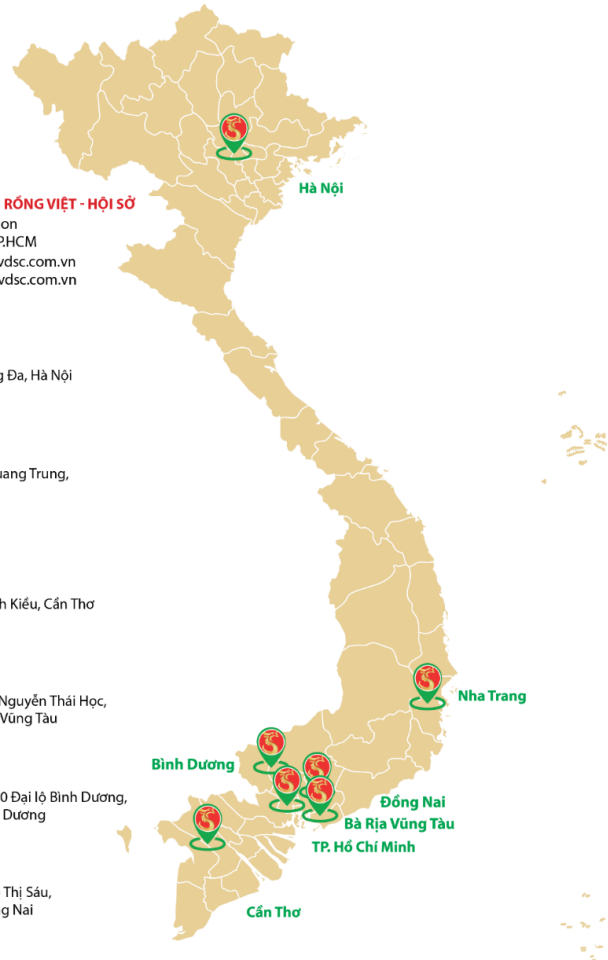 RỒNG VIỆT - HỘI SỞ
on
P.HCM
vdsc.com.vn
vdsc.com.vn
g Đa, Hà Nội
uang Trung,
h Kiều, Cần Thơ
Nguyễn Thái Học,
Vũng Tàu
0 Đại lộ Bình Dương,
Dương
Thị Sáu,
ng Nai
Hà Nội
Nha Trang
Bình Dương
Đồng Nai
Bà Rịa Vũng Tàu
TP. Hồ Chí Minh
Cần Thơ